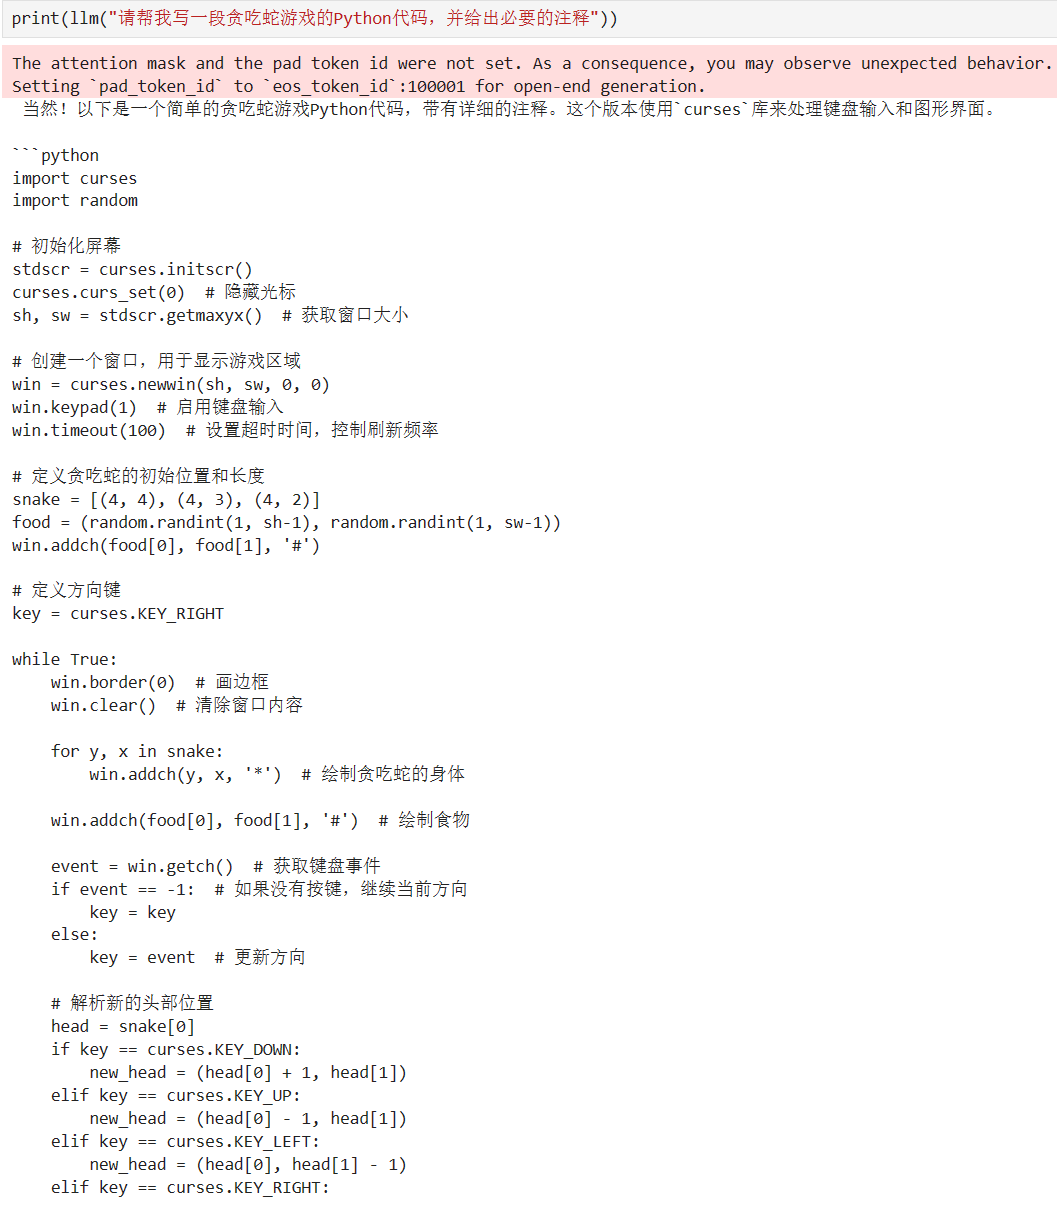 print(llm("请帮我写一段贪吃蛇游戏的Python代码，并给出必要的注释"))
The attention mask and the pad token id were not set. As a consequence, you may observe unexpected behavior.
Setting `pad_token_id` to `eos_token_id`:100001 for open-end generation.
当然！以下是一个简单的贪吃蛇游戏Python代码，带有详细的注释。这个版本使用`curses`库来处理键盘输入和图形界面。
```python
import curses
import random
# 初始化屏幕
stdscr = curses.initscr()
curses.curs_set(0)  # 隐藏光标
sh, sw = stdscr.getmaxyx()  # 获取窗口大小
# 创建一个窗口，用于显示游戏区域
win = curses.newwin(sh, sw, 0, 0)
win.keypad(1)  # 启用键盘输入
win.timeout(100)  # 设置超时时间，控制刷新频率
# 定义贪吃蛇的初始位置和长度
snake = [(4, 4), (4, 3), (4, 2)]
food = (random.randint(1, sh-1), random.randint(1, sw-1))
win.addch(food[0], food[1], '#')
# 定义方向键
key = curses.KEY_RIGHT
while True:
    win.border(0)  # 画边框
    win.clear()  # 清除窗口内容
    for y, x in snake:
        win.addch(y, x, '*')  # 绘制贪吃蛇的身体
    win.addch(food[0], food[1], '#')  # 绘制食物
    event = win.getch()  # 获取键盘事件
    if event == -1:  # 如果没有按键，继续当前方向
        key = key
    else:
        key = event  # 更新方向
    # 解析新的头部位置
    head = snake[0]
    if key == curses.KEY_DOWN:
        new_head = (head[0] + 1, head[1])
    elif key == curses.KEY_UP:
        new_head = (head[0] - 1, head[1])
    elif key == curses.KEY_LEFT:
        new_head = (head[0], head[1] - 1)
    elif key == curses.KEY_RIGHT: